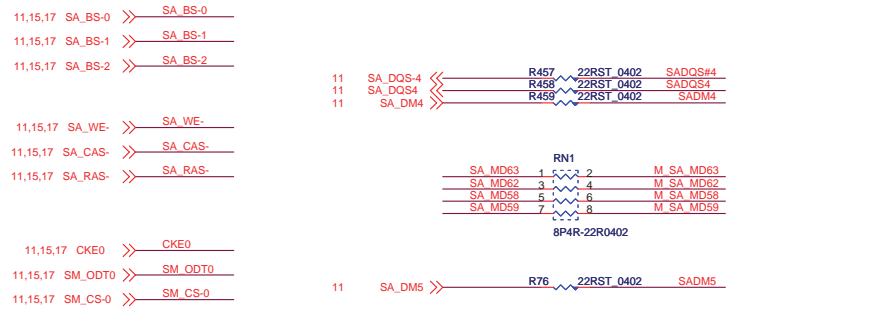 11,15,17 SA_BS-0 SA_BS-0
11,15,17 SA_BS-1 SA_BS-1
11,15,17 SA_BS-2 SA_BS-2
11 SA_DQS-4 R457 22RST_0402 SADQS#4
11 SA_DQS4 R458 22RST_0402 SADQS4
11 SA_DM4 R459 22RST_0402 SADM4
11,15,17 SA_WE- SA_WE-
11,15,17 SA_CAS- SA_CAS-
11,15,17 SA_RAS- SA_RAS-
RN1
SA_MD63 1 2 M_SA_MD63
SA_MD62 3 4 M_SA_MD62
SA_MD58 5 6 M_SA_MD58
SA_MD59 7 8 M_SA_MD59
8P4R-22R0402
11,15,17 CKE0 CKE0
11,15,17 SM_ODT0 SM_ODT0
11,15,17 SM_CS-0 SM_CS-0
11 SA_DM5 R76 22RST_0402 SADM5